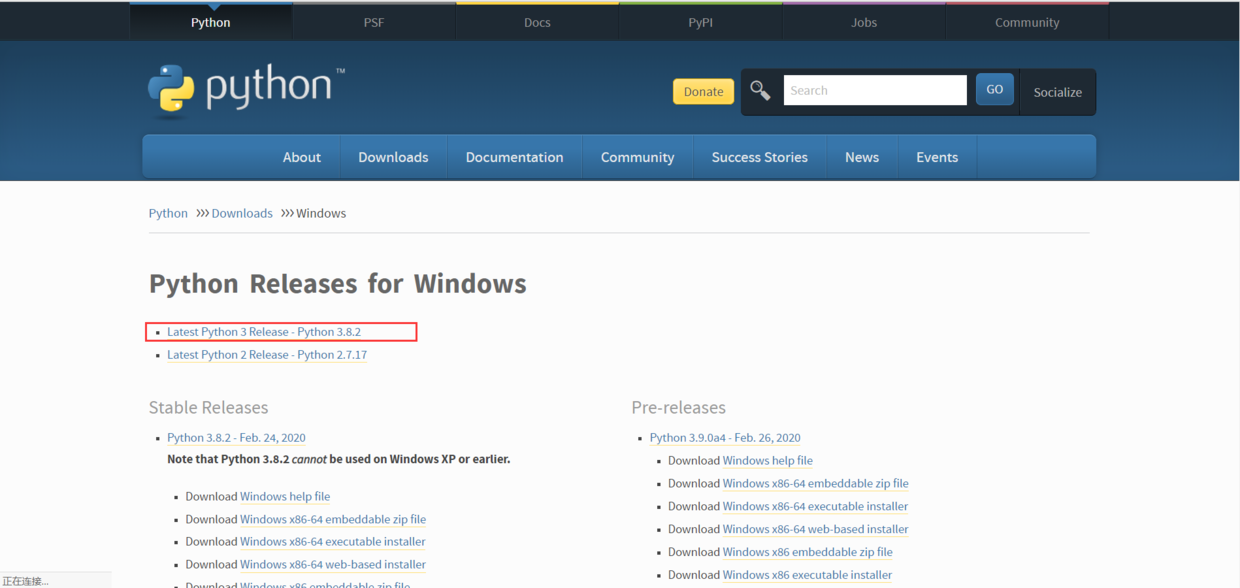 Python PSF Docs PyPI Jobs Community
python™
Donate Search GO Socialize
About Downloads Documentation Community Success Stories News Events
Python >>> Downloads >>> Windows
Python Releases for Windows
Latest Python 3 Release - Python 3.8.2
Latest Python 2 Release - Python 2.7.17
Stable Releases
Python 3.8.2 - Feb. 24, 2020
Note that Python 3.8.2 cannot be used on Windows XP or earlier.
Download Windows help file
Download Windows x86-64 embeddable zip file
Download Windows x86-64 executable installer
Download Windows x86-64 web-based installer
Download Windows x86 embeddable zip file
Pre-releases
Python 3.9.0a4 - Feb. 26, 2020
Download Windows help file
Download Windows x86-64 embeddable zip file
Download Windows x86-64 executable installer
Download Windows x86-64 web-based installer
Download Windows x86 embeddable zip file
Download Windows x86 executable installer
正在连接...